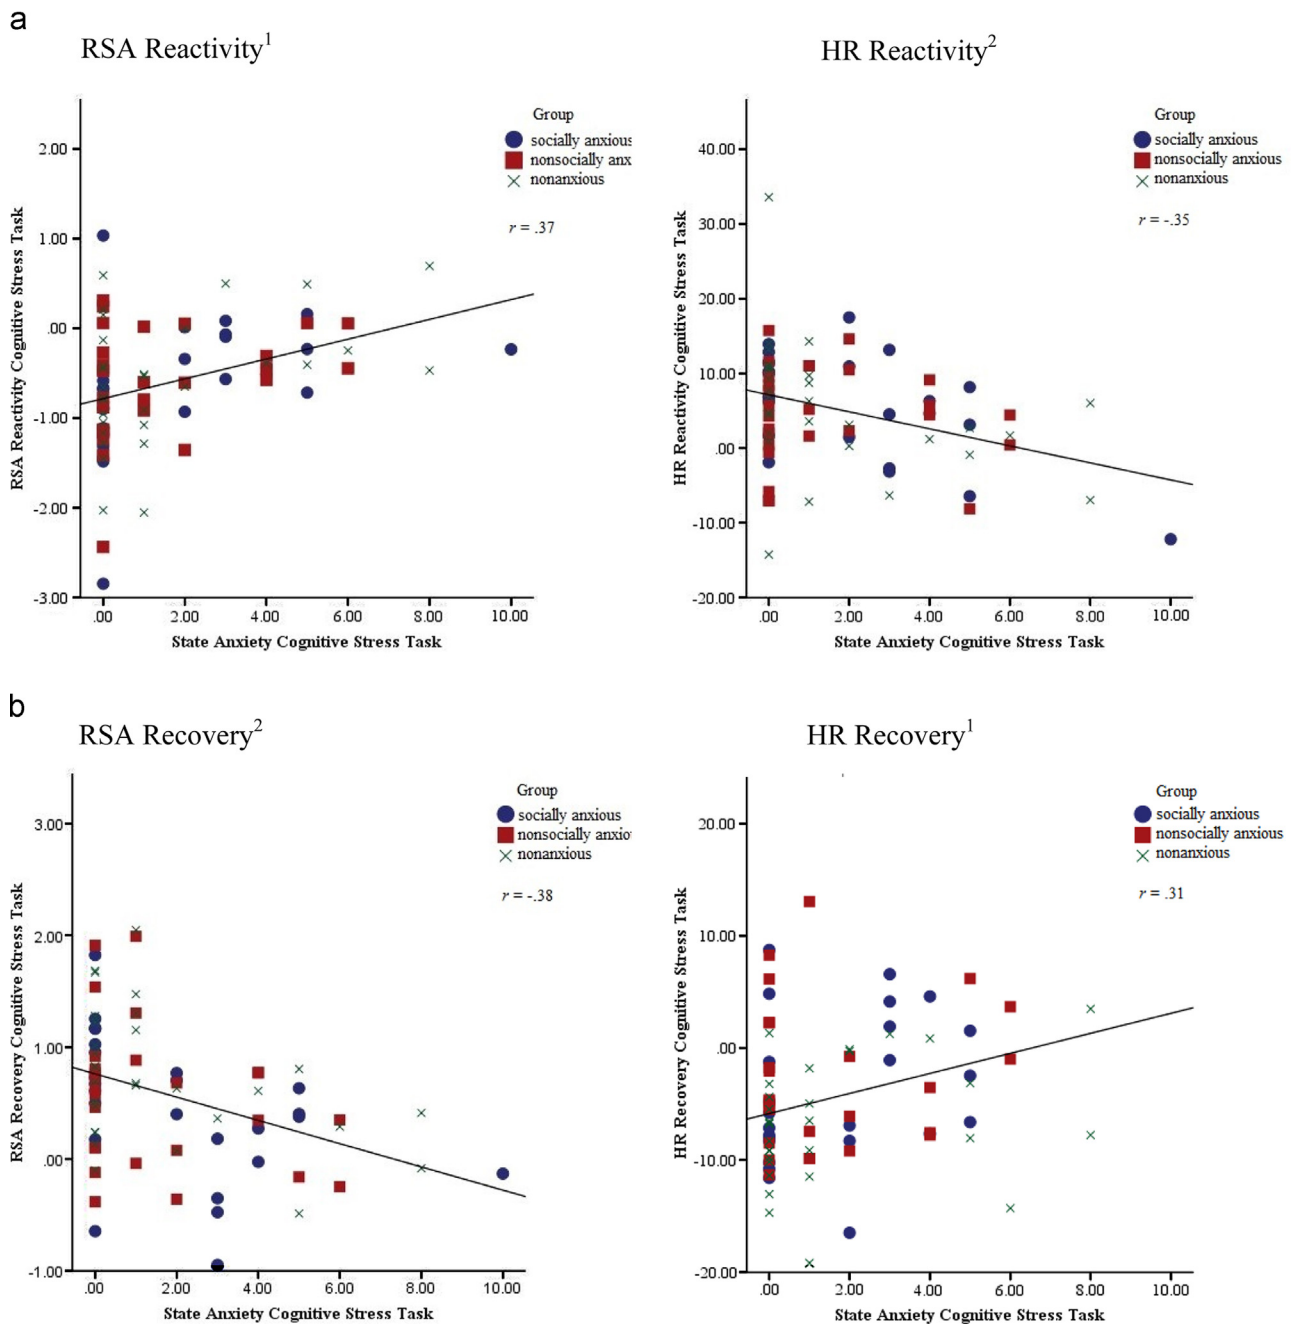 a
RSA Reactivity1
HR Reactivity2
Group
socially anxious
nonsocially anx
nonanxious
r = .37
2.00
1.00
.00
-1.00
-2.00
-3.00
RSA Reactivity Cognitive Stress Task
.00 2.00 4.00 6.00 8.00 10.00
State Anxiety Cognitive Stress Task
Group
socially anxious
nonsocially anxious
nonanxious
r = -.35
40.00
30.00
20.00
10.00
.00
-10.00
-20.00
HR Reactivity Cognitive Stress Task
.00 2.00 4.00 6.00 8.00 10.00
State Anxiety Cognitive Stress Task
b
RSA Recovery2
HR Recovery1
Group
socially anxious
nonsocially anxio
nonanxious
r = -.38
3.00
2.00
1.00
.00
-1.00
RSA Recovery Cognitive Stress Task
.00 2.00 4.00 6.00 8.00 10.00
State Anxiety Cognitive Stress Task
Group
socially anxious
nonsocially anxious
nonanxious
r = .31
20.00
10.00
.00
-10.00
-20.00
HR Recovery Cognitive Stress Task
.00 2.00 4.00 6.00 8.00 10.00
State Anxiety Cognitive Stress Task